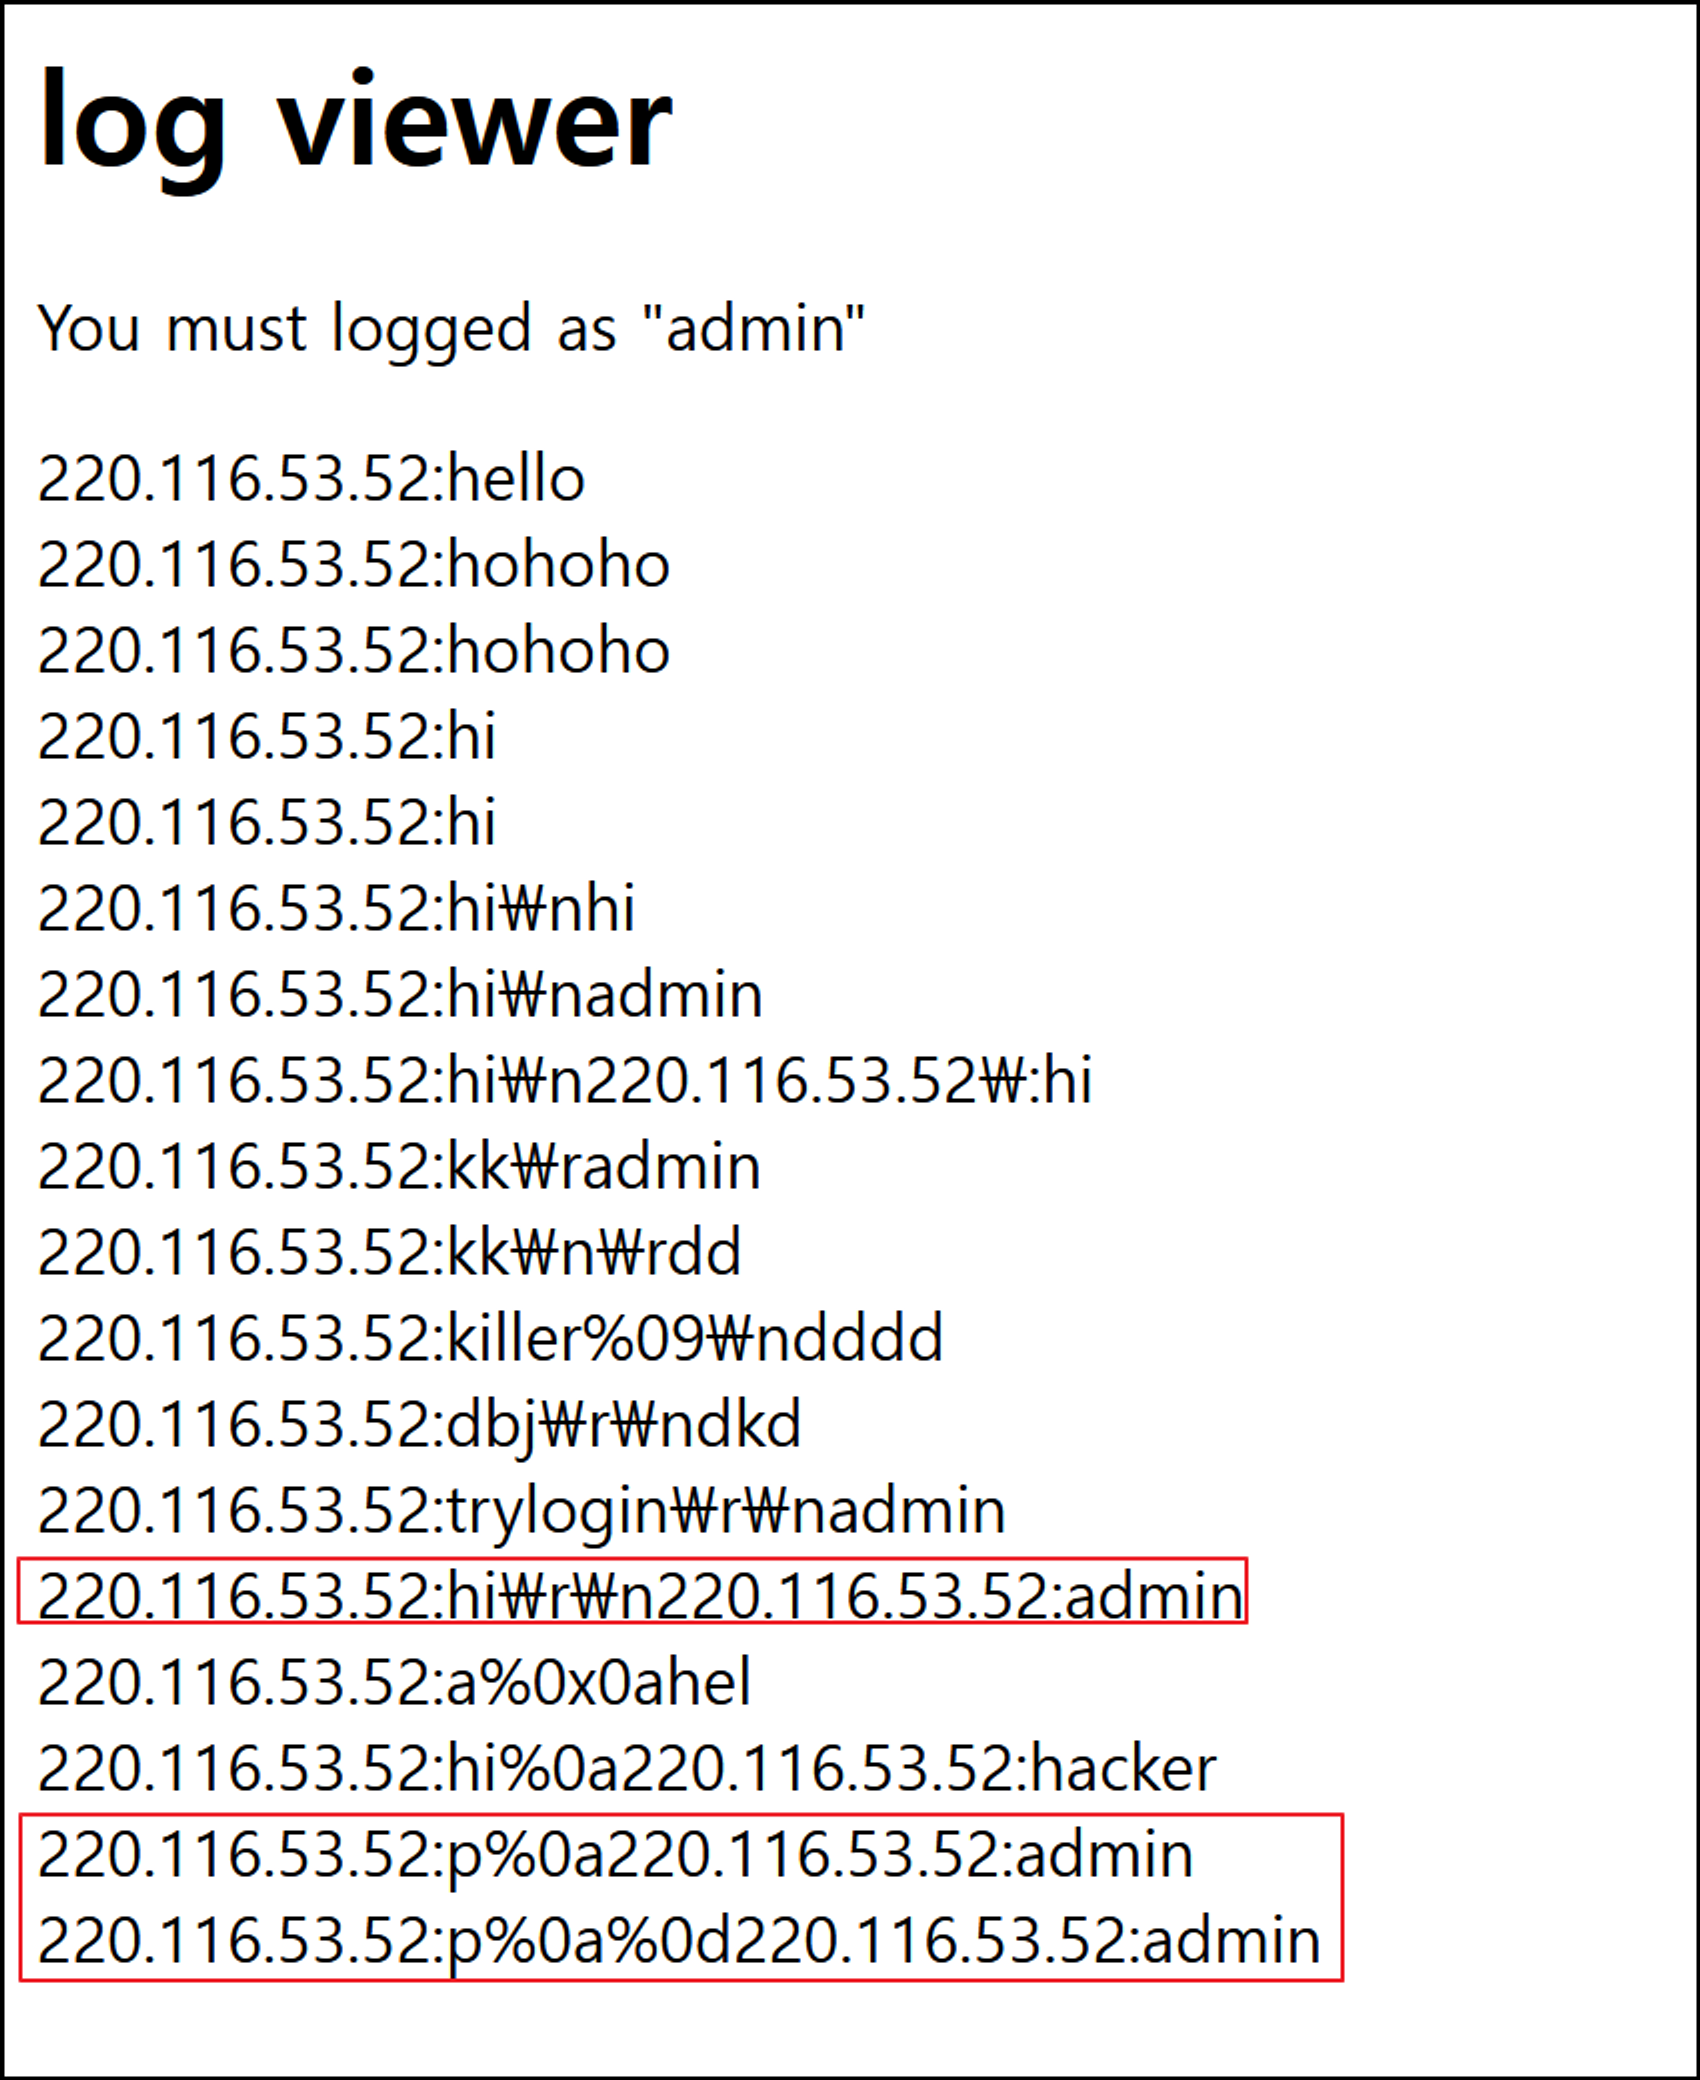 log viewer
You must logged as "admin"
220.116.53.52:hello
220.116.53.52:hohoho
220.116.53.52:hohoho
220.116.53.52:hi
220.116.53.52:hi
220.116.53.52:hi₩nhi
220.116.53.52:hi₩nadmin
220.116.53.52:hi₩n220.116.53.52₩:hi
220.116.53.52:kk₩radmin
220.116.53.52:kk₩n₩rdd
220.116.53.52:killer%09₩ndddd
220.116.53.52:dbj₩r₩ndkd
220.116.53.52:trylogin₩r₩nadmin
220.116.53.52:hi₩r₩n220.116.53.52:admin
220.116.53.52:a%0x0ahel
220.116.53.52:hi%0a220.116.53.52:hacker
220.116.53.52:p%0a220.116.53.52:admin
220.116.53.52:p%0a%0d220.116.53.52:admin